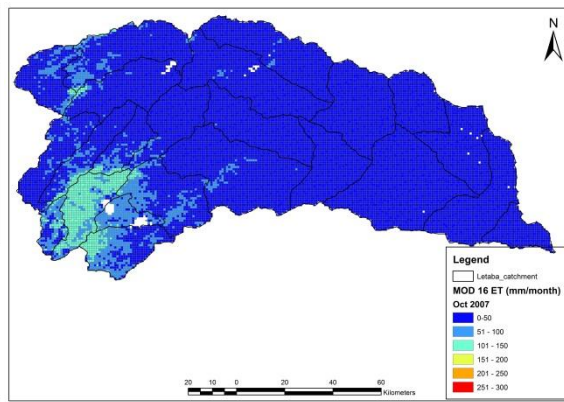 N
Legend
Letaba_catchment
MOD 16 ET (mm/month)
Oct 2007
0-50
51 - 100
101 - 150
151 - 200
201 - 250
251 - 300
20 10 0 20 40 60
Kilometers